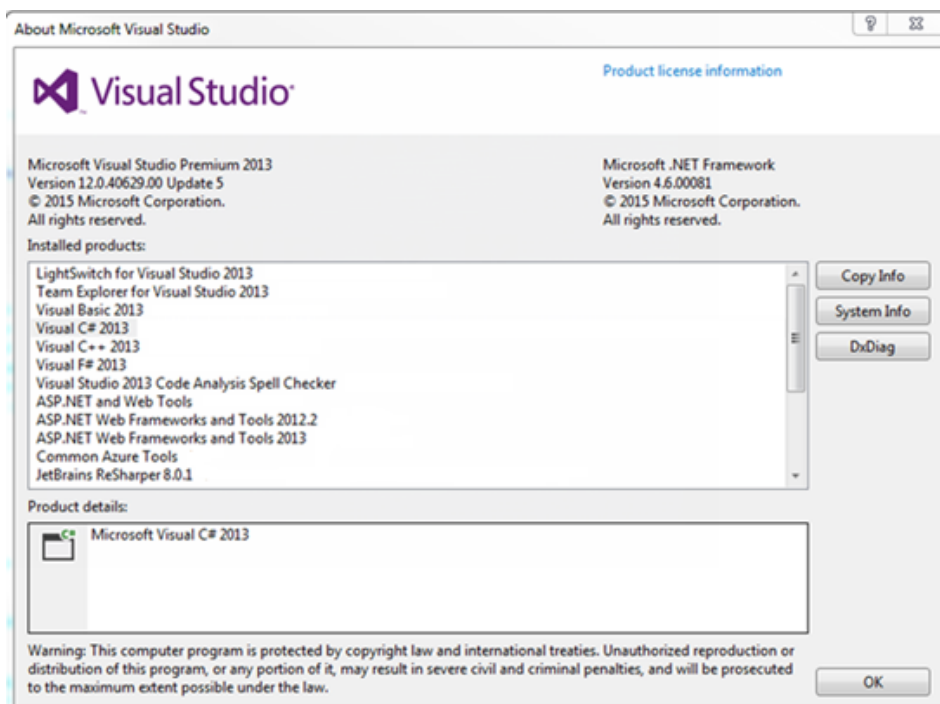 About Microsoft Visual Studio
Visual Studio
Product license information
Microsoft Visual Studio Premium 2013
Version 12.0.40629.00 Update 5
© 2015 Microsoft Corporation.
All rights reserved.
Microsoft .NET Framework
Version 4.6.00081
© 2015 Microsoft Corporation.
All rights reserved.
Installed products:
LightSwitch for Visual Studio 2013
Team Explorer for Visual Studio 2013
Visual Basic 2013
Visual C# 2013
Visual C++ 2013
Visual F# 2013
Visual Studio 2013 Code Analysis Spell Checker
ASP.NET and Web Tools
ASP.NET Web Frameworks and Tools 2012.2
ASP.NET Web Frameworks and Tools 2013
Common Azure Tools
JetBrains ReSharper 8.0.1
Copy Info
System Info
DxDiag
Product details:
C#
Microsoft Visual C# 2013
Warning: This computer program is protected by copyright law and international treaties. Unauthorized reproduction or
distribution of this program, or any portion of it, may result in severe civil and criminal penalties, and will be prosecuted
to the maximum extent possible under the law.
OK